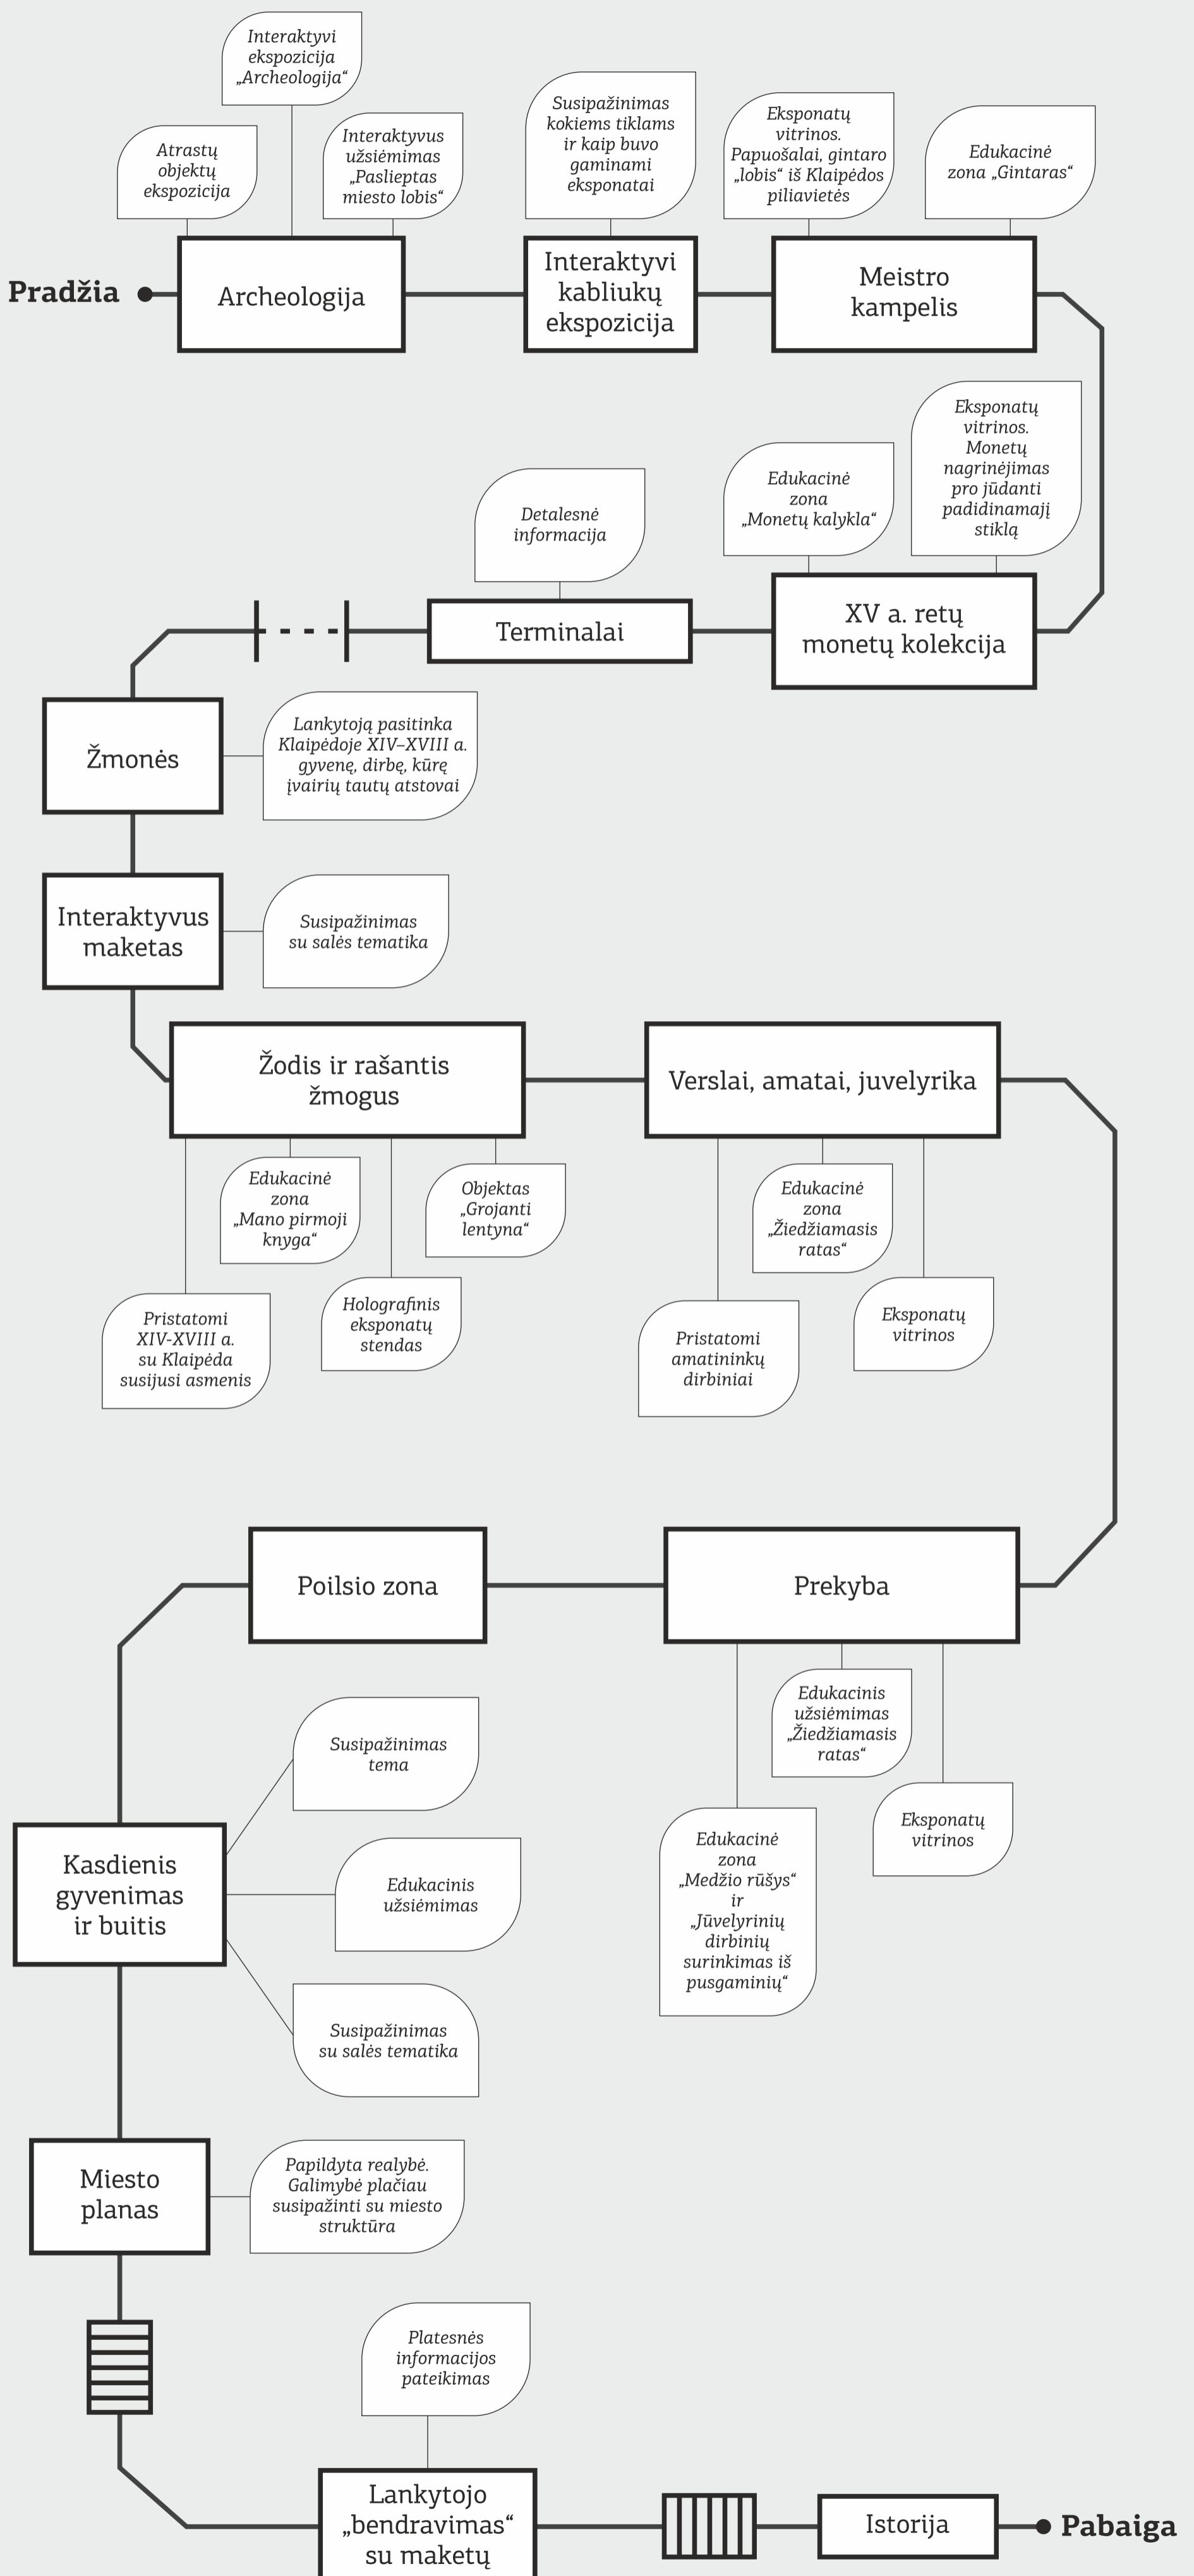 Interaktyvi
ekspozicija
„Archeologija“
Atrastų
objektų
ekspozicija
Interaktyvus
užsiėmimas
„Paslieptas
miesto lobis“
Susipažinimas
kokiems tiklams
ir kaip buvo
gaminami
eksponatai
Eksponatų
vitrinos.
Papuošalai, gintaro
„lobis“ iš Klaipėdos
piliavietės
Edukacinė
zona „Gintaras“
Pradžia
Archeologija
Interaktyvi
kabliukų
ekspozicija
Meistro
kampelis
Eksponatų
vitrinos.
Monetų
nagrinėjimas
pro jūdanti
padidinamajį
stiklą
Edukacinė
zona
„Monetų kalykla“
Detalesnė
informacija
Terminalai
XV a. retų
monetų kolekcija
Žmonės
Lankytoją pasitinka
Klaipėdoje XIV–XVIII a.
gyvenę, dirbę, kūrę
įvairių tautų atstovai
Interaktyvus
maketas
Susipažinimas
su salės tematika
Žodis ir rašantis
žmogus
Verslai, amatai, juvelyrika
Edukacinė
zona
„Mano pirmoji
knyga“
Objektas
„Grojanti
lentyna“
Pristatomi
XIV-XVIII a.
su Klaipėda
susijusi asmenis
Holografinis
eksponatų
stendas
Edukacinė
zona
„Žiedžiamasis
ratas“
Pristatomi
amatininkų
dirbiniai
Eksponatų
vitrinos
Poilsio zona
Prekyba
Edukacinis
užsiėmimas
„Žiedžiamasis
ratas“
Eksponatų
vitrinos
Edukacinė
zona
„Medžio rūšys“
ir
„Jūvelyrinių
dirbinių
surinkimas iš
pusgaminių“
Susipažinimas
tema
Kasdienis
gyvenimas
ir buitis
Edukacinis
užsiėmimas
Susipažinimas
su salės tematika
Miesto
planas
Papildyta realybė.
Galimybė plačiau
susipažinti su miesto
struktūra
Platesnės
informacijos
pateikimas
Lankytojo
„bendravimas“
su maketų
Istorija
Pabaiga